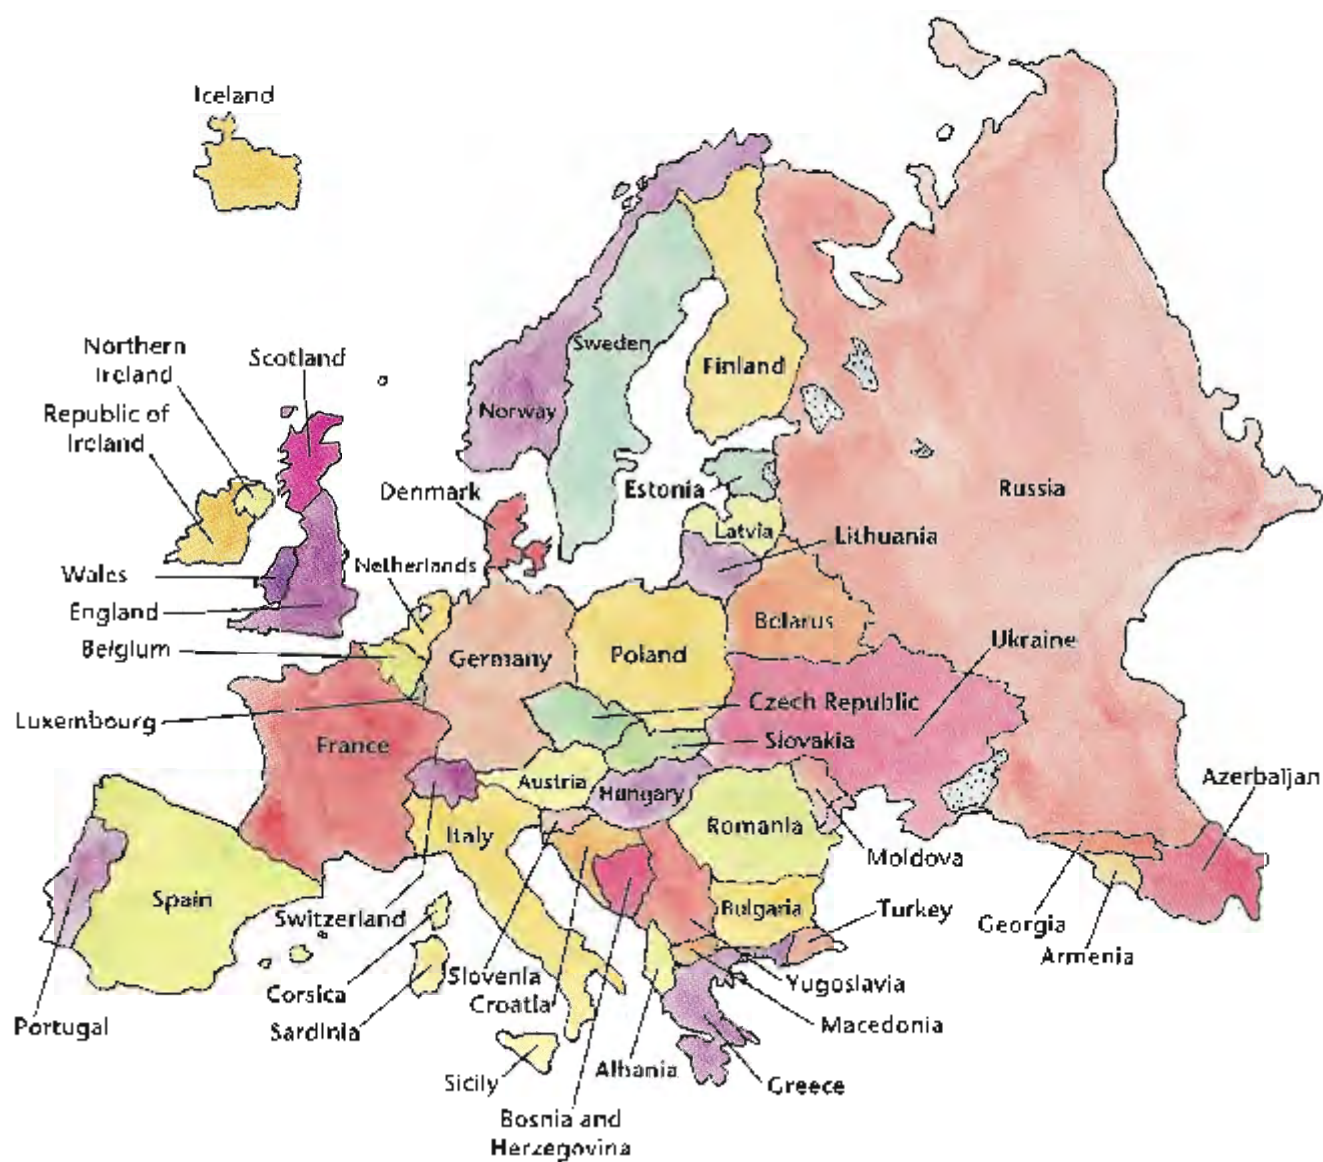 Iceland
Northern
Ireland
Scotland
Republic of
Ireland
Sweden
Finland
Norway
Denmark
Estonia
Russia
Latvia
Lithuania
Netherlands
Wales
England
Belgium
Belarus
Ukraine
Germany
Poland
Luxembourg
Czech Republic
France
Slovakia
Austria
Hungary
Azerbaijan
Italy
Romania
Moldova
Spain
Switzerland
Bulgaria
Turkey
Georgia
Armenia
Corsica
Slovenia
Croatia
Yugoslavia
Portugal
Sardinia
Macedonia
Sicily
Albania
Greece
Bosnia and
Herzegovina